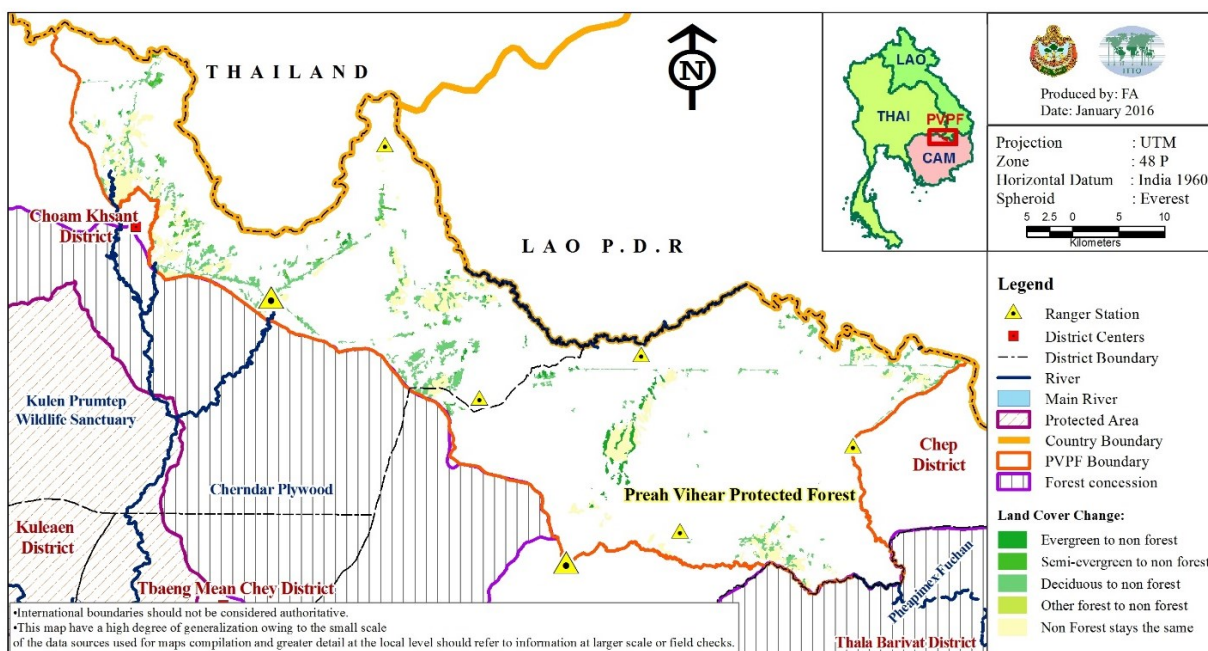 THAILAND
LAO P.D.R
N
Choam Khsant
District
Kulen Prumtep
Wildlife Sanctuary
Cherndar Plywood
Kuleaen
District
Tbaeng Mean Chey District
Preah Vihear Protected Forest
Chep
District
Pheapimex Fuchan
Thala Barivat District
•International boundaries should not be considered authoritative.
•This map have a high degree of generalization owing to the small scale
of the data sources used for maps compilation and greater detail at the local level should refer to information at larger scale or field checks.
LAO
THAI
PVPF
CAM
ITTO
Produced by: FA
Date: January 2016
Projection : UTM
Zone : 48 P
Horizontal Datum : India 1960
Spheroid : Everest
5 2.5 0 5 10
Kilometers
Legend
Ranger Station
District Centers
District Boundary
River
Main River
Protected Area
Country Boundary
PVPF Boundary
Forest concession
Land Cover Change:
Evergreen to non forest
Semi-evergreen to non forest
Deciduous to non forest
Other forest to non forest
Non Forest stays the same